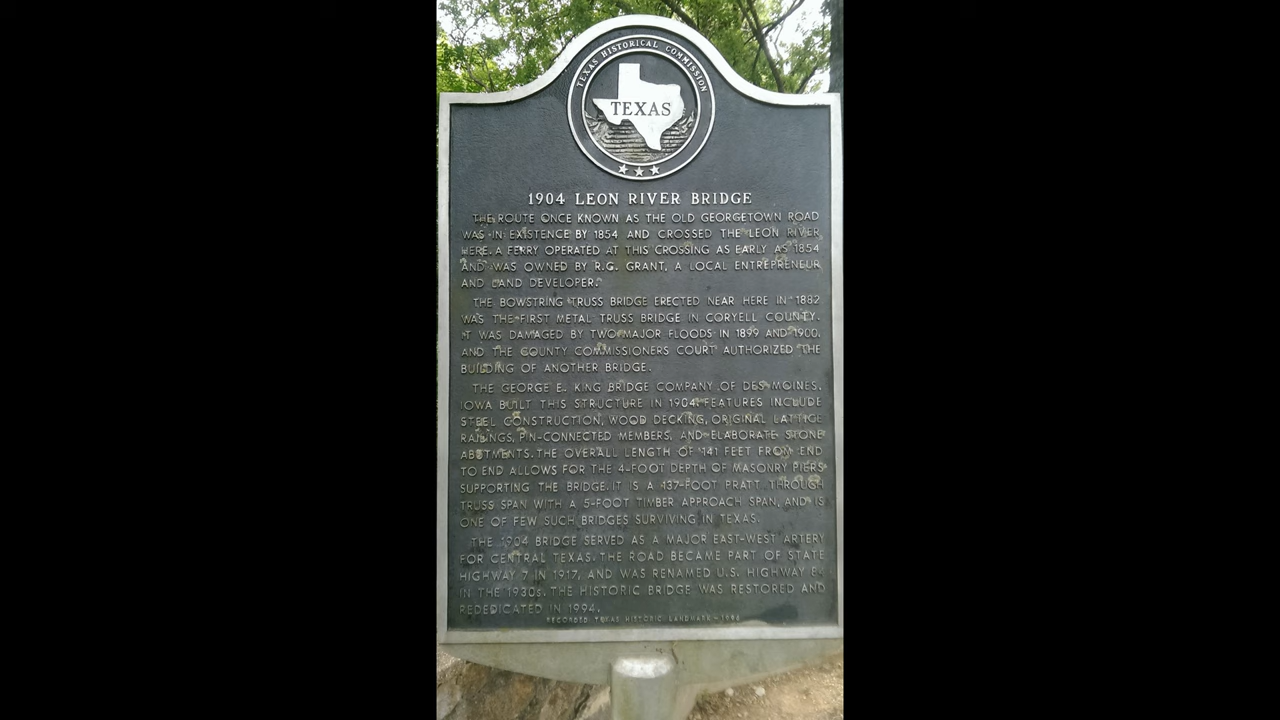 TEXAS HISTORICAL COMMISSION
TEXAS
1904 LEON RIVER BRIDGE
THE ROUTE ONCE KNOWN AS THE OLD GEORGETOWN ROAD
WAS IN EXISTENCE BY 1854 AND CROSSED THE LEON RIVER
HERE. A FERRY OPERATED AT THIS CROSSING AS EARLY AS 1854
AND WAS OWNED BY R.G. GRANT, A LOCAL ENTREPRENEUR
AND LAND DEVELOPER.
THE BOWSTRING TRUSS BRIDGE ERECTED NEAR HERE IN 1882
WAS THE FIRST METAL TRUSS BRIDGE IN CORYELL COUNTY.
IT WAS DAMAGED BY TWO MAJOR FLOODS IN 1899 AND 1900,
AND THE COUNTY COMMISSIONERS COURT AUTHORIZED THE
BUILDING OF ANOTHER BRIDGE.
THE GEORGE E. KING BRIDGE COMPANY OF DES MOINES,
IOWA BUILT THIS STRUCTURE IN 1904. FEATURES INCLUDE
STEEL CONSTRUCTION, WOOD DECKING, ORIGINAL LATTICE
RAILINGS, PIN-CONNECTED MEMBERS, AND ELABORATE STONE
ABUTMENTS. THE OVERALL LENGTH OF 141 FEET FROM END
TO END ALLOWS FOR THE 4-FOOT DEPTH OF MASONRY PIERS
SUPPORTING THE BRIDGE. IT IS A 137-FOOT PRATT THROUGH
TRUSS SPAN WITH A 5-FOOT TIMBER APPROACH SPAN, AND IS
ONE OF FEW SUCH BRIDGES SURVIVING IN TEXAS.
THE 1904 BRIDGE SERVED AS A MAJOR EAST-WEST ARTERY
FOR CENTRAL TEXAS. THE ROAD BECAME PART OF STATE
HIGHWAY 7 IN 1917, AND WAS RENAMED U.S. HIGHWAY
IN THE 1930s. THE HISTORIC BRIDGE WAS RESTORED AND
REDEDICATED IN 1994.
RECORDED TEXAS HISTORIC LANDMARK - 1996